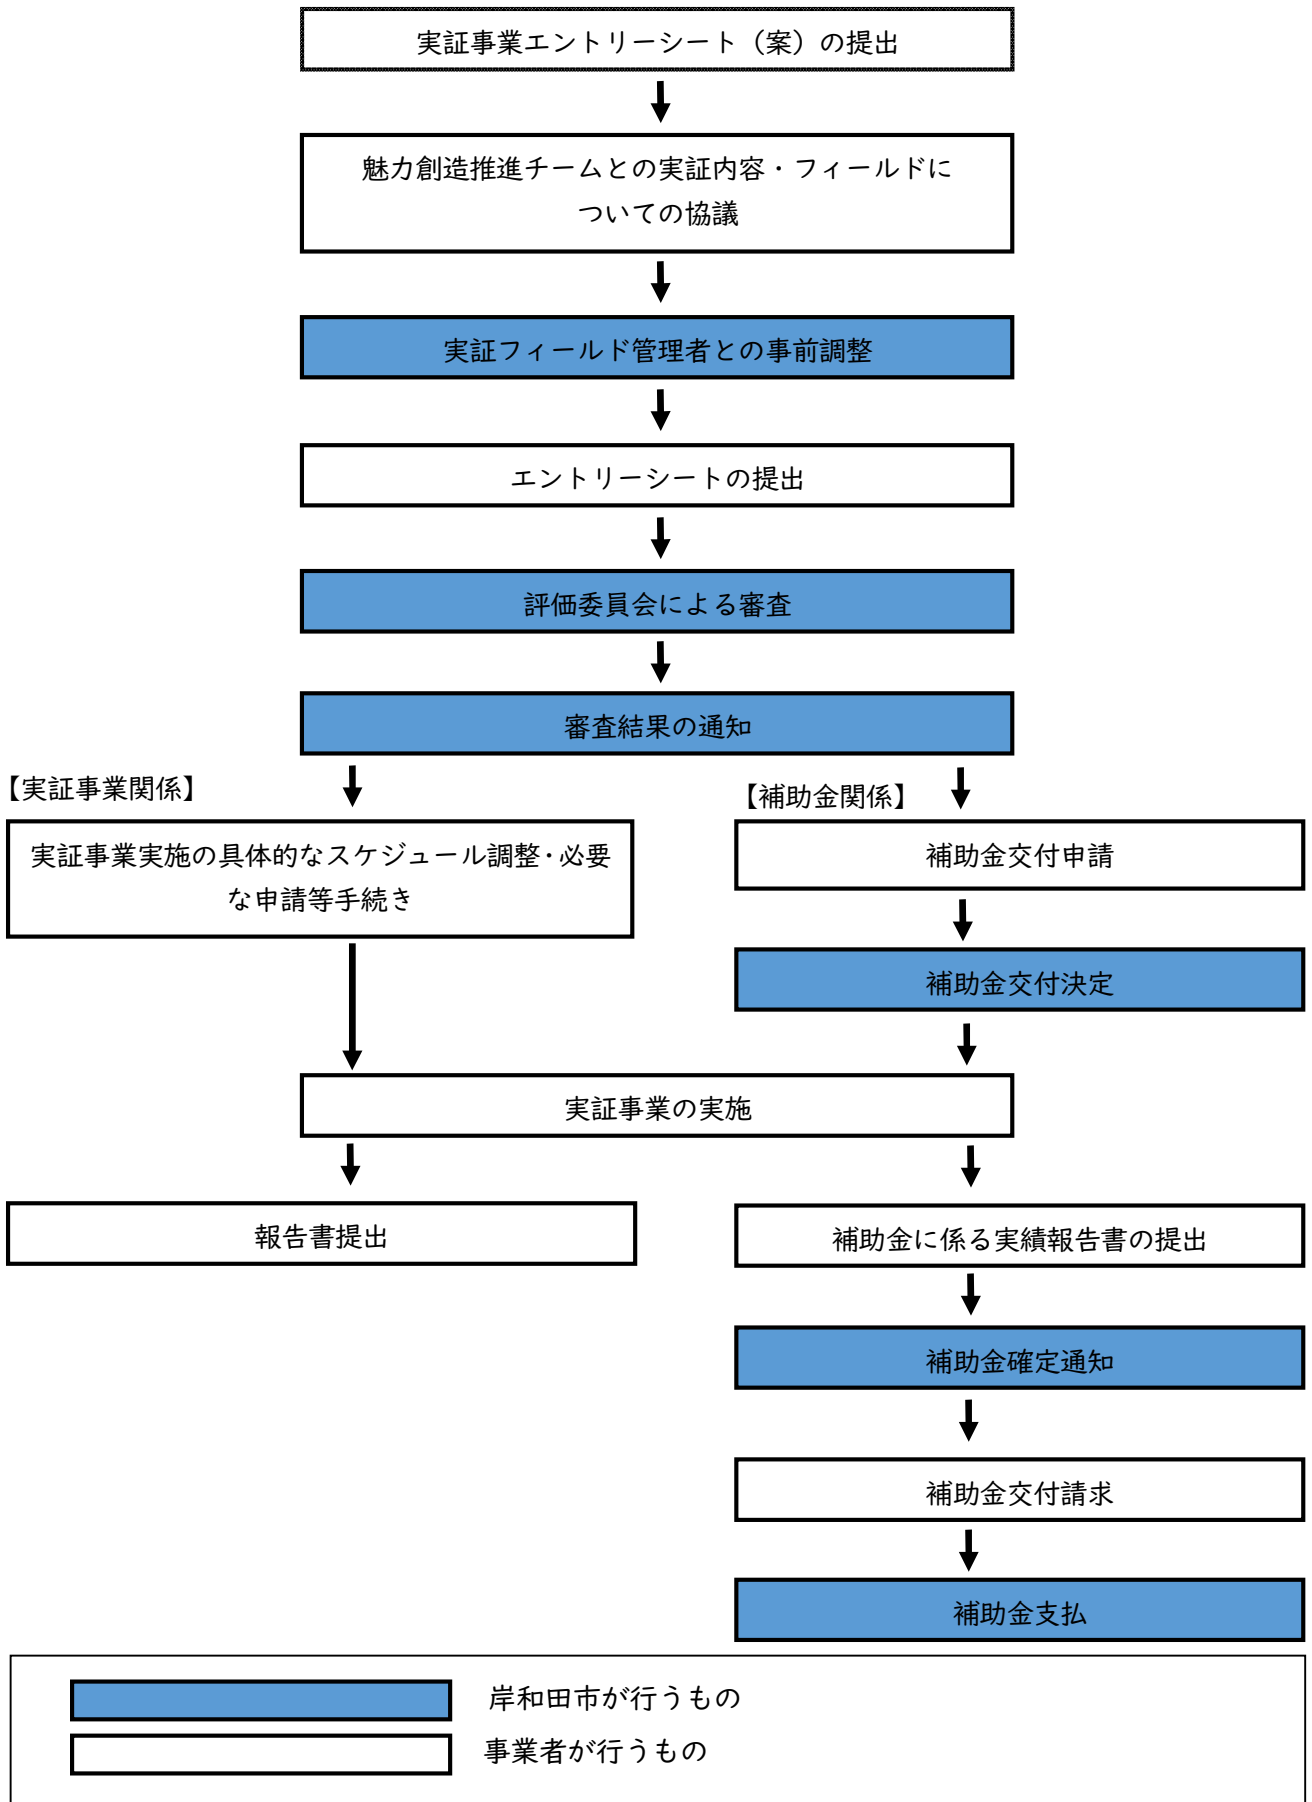 実証事業エントリーシート（案）の提出
魅力創造推進チームとの実証内容・フィールドに
ついての協議
実証フィールド管理者との事前調整
エントリーシートの提出
評価委員会による審査
審査結果の通知
【実証事業関係】
実証事業実施の具体的なスケジュール調整・必要
な申請等手続き
【補助金関係】
補助金交付申請
補助金交付決定
実証事業の実施
報告書提出
補助金に係る実績報告書の提出
補助金確定通知
補助金交付請求
補助金支払
岸和田市が行うもの
事業者が行うもの